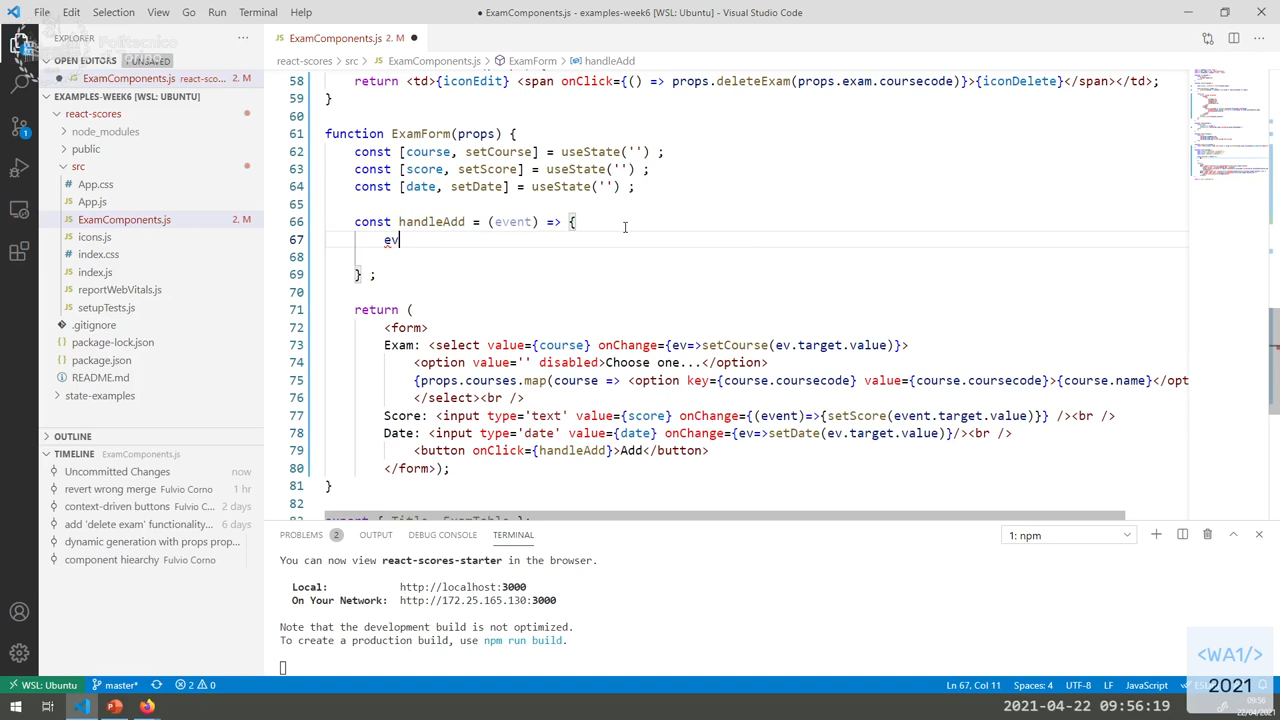 File Edit Selection View Go Run Terminal Help
● ExamComponents.js - examples-week6 [WSL: Ubuntu] - Visual Studio Code
Politecnico
EXPLORER
ExamComponents.js 2, M
OPEN EDITORS 1 UNSAVED
ExamComponents.js react-sco... 2, M
react-scores > src > ExamComponents.js > ExamForm > handleAdd
EXAMPLES-WEEK6 [WSL: UBUNTU]
react-scores
node_modules
public
src
App.css
App.js
ExamComponents.js 2, M
icons.js
index.css
index.js
reportWebVitals.js
setupTests.js
.gitignore
package-lock.json
package.json
README.md
state-examples
OUTLINE
TIMELINE ExamComponents.js
Uncommitted Changes now
revert wrong merge Fulvio Corno 1 hr
context-driven buttons Fulvio Corno 2 days
add 'delete exam' functionality... 6 days
dynamic generation with props prop...
component hiearchy Fulvio Corno
58 return <td>{iconEdit} <span onClick={() => props.deleteExam(props.exam.coursecode)}>{iconDelete}</span></td>;
59 }
60
61 function ExamForm(props) {
62 const [course, setCourse] = useState('') ;
63 const [score, setScore] = useState('') ;
64 const [date, setDate] = useState('') ;
65
66 const handleAdd = (event) => {
67 ev
68
69 } ;
70
71 return (
72 <form>
73 Exam: <select value={course} onChange={ev=>setCourse(ev.target.value)}>
74 <option value='' disabled>Choose one...</option>
75 {props.courses.map(course => <option key={course.coursecode} value={course.coursecode}>{course.name}</opt
76 </select><br />
77 Score: <input type='text' value={score} onChange={(event)=>{setScore(event.target.value)}} /><br />
78 Date: <input type='date' value={date} onChange={ev=>setDate(ev.target.value)}/><br />
79 <button onClick={handleAdd}>Add</button>
80 </form>);
81 }
82
export { Title, ExamTable };
PROBLEMS 2 OUTPUT DEBUG CONSOLE TERMINAL
1: npm
You can now view react-scores-starter in the browser.
Local: http://localhost:3000
On Your Network: http://172.25.165.130:3000
Note that the development build is not optimized.
To create a production build, use npm run build.
<WA1/>
2021
WSL: Ubuntu master* 2 0
Ln 67, Col 11 Spaces: 4 UTF-8 LF JavaScript
2021-04-22 09:56:19
09:56
22/04/2021